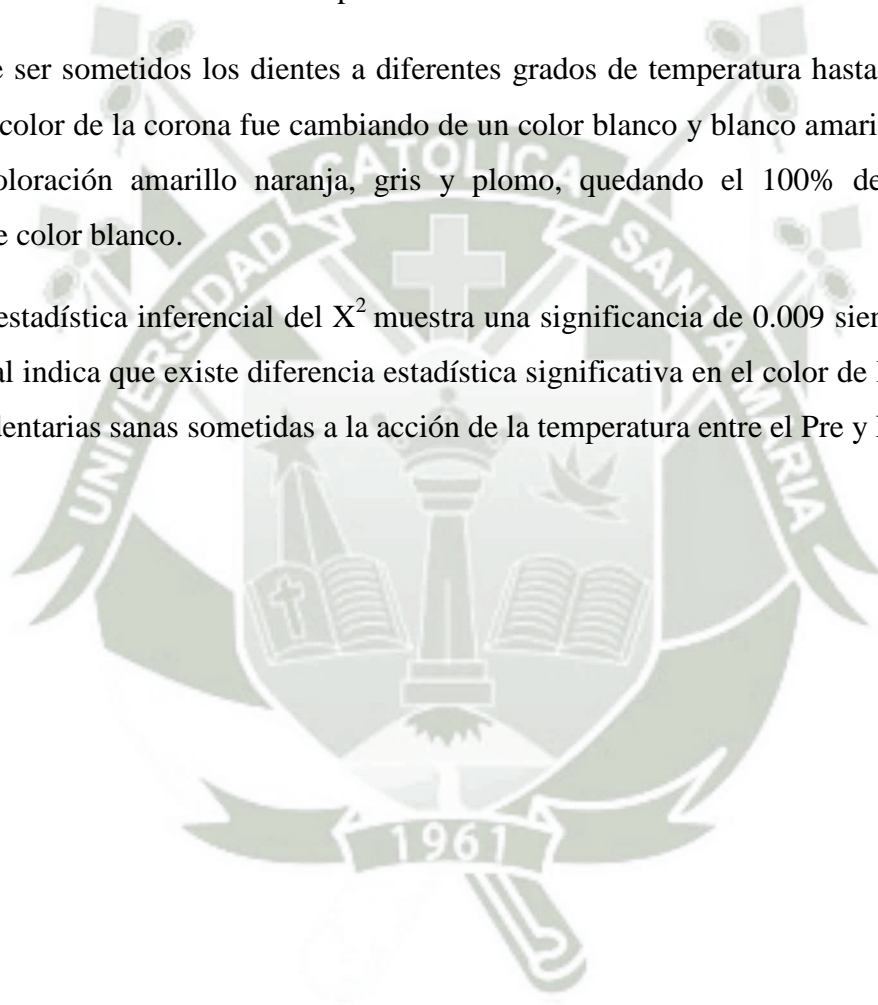 e ser sometidos los dientes a diferentes grados de temperatura hasta
color de la corona fue cambiando de un color blanco y blanco amari
oloración amarillo naranja, gris y plomo, quedando el 100% de
e color blanco.
estadística inferencial del X² muestra una significancia de 0.009 sien
al indica que existe diferencia estadística significativa en el color de
dentarias sanas sometidas a la acción de la temperatura entre el Pre y
UNIVERSIDAD CATOLICA SANTA MARIA
1961